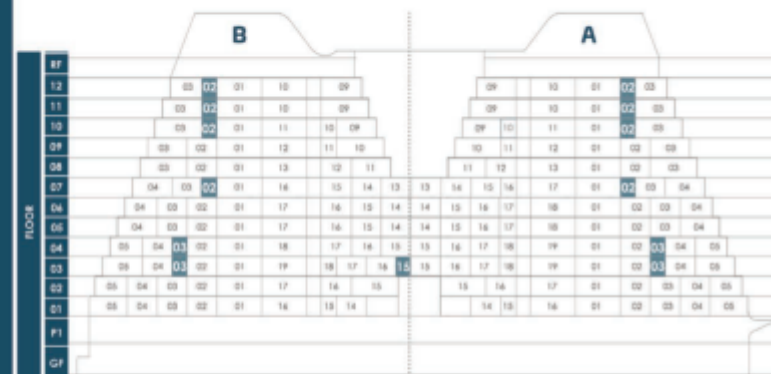 B A
FLOOR
RF
12 03 02 01 10 09 09 10 01 02 03
11 03 02 01 10 09 09 10 01 02 03
10 03 02 01 11 10 09 09 10 11 01 02 03
09 03 02 01 12 11 10 10 11 12 01 02 03
08 03 02 01 13 12 11 11 12 13 01 02 03
07 04 03 02 01 16 15 14 13 13 14 15 16 17 01 02 03 04
06 04 03 02 01 17 16 15 14 14 15 16 17 18 01 02 03 04
05 04 03 02 01 17 16 15 14 14 15 16 17 18 01 02 03 04
04 05 04 03 02 01 18 17 16 15 15 16 17 18 19 01 02 03 04 05
03 05 04 03 02 01 19 18 17 16 15 15 16 17 18 19 01 02 03 04 05
02 05 04 03 02 01 17 16 15 15 16 17 01 02 03 04 05
01 05 04 03 02 01 16 15 14 14 15 16 01 02 03 04 05
P1
GF